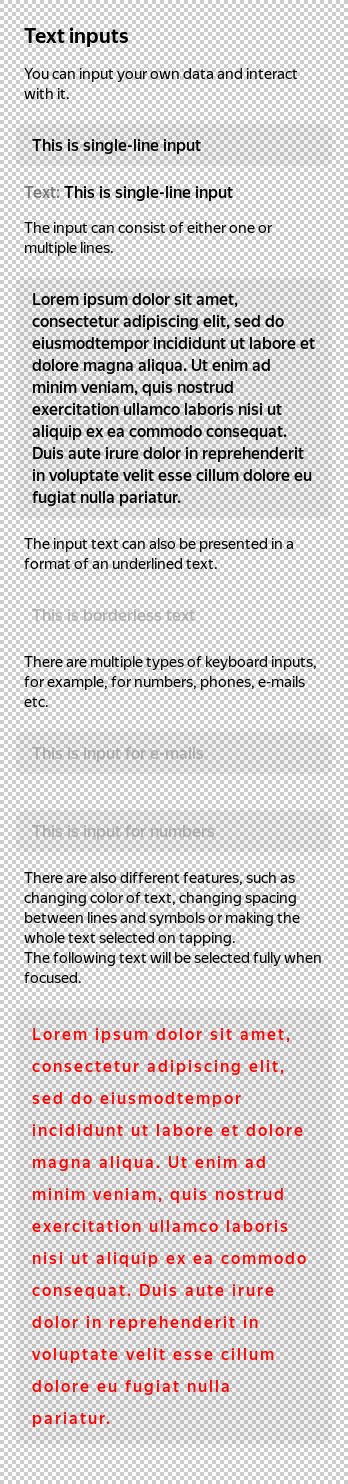 Text inputs
You can input your own data and interact
with it.
This is single-line input
Text: This is single-line input
The input can consist of either one or
multiple lines.
Lorem ipsum dolor sit amet,
consectetur adipiscing elit, sed do
eiusmodtempor incididunt ut labore et
dolore magna aliqua. Ut enim ad
minim veniam, quis nostrud
exercitation ullamco laboris nisi ut
aliquip ex ea commodo consequat.
Duis aute irure dolor in reprehenderit
in voluptate velit esse cillum dolore eu
fugiat nulla pariatur.
The input text can also be presented in a
format of an underlined text.
This is borderless text
There are multiple types of keyboard inputs,
for example, for numbers, phones, e-mails
etc.
This is input for e-mails
This is input for numbers
There are also different features, such as
changing color of text, changing spacing
between lines and symbols or making the
whole text selected on tapping.
The following text will be selected fully when
focused.
Lorem ipsum dolor sit amet,
consectetur adipiscing elit,
sed do eiusmodtempor
incididunt ut labore et dolore
magna aliqua. Ut enim ad
minim veniam, quis nostrud
exercitation ullamco laboris
nisi ut aliquip ex ea commodo
consequat. Duis aute irure
dolor in reprehenderit in
voluptate velit esse cillum
dolore eu fugiat nulla
pariatur.